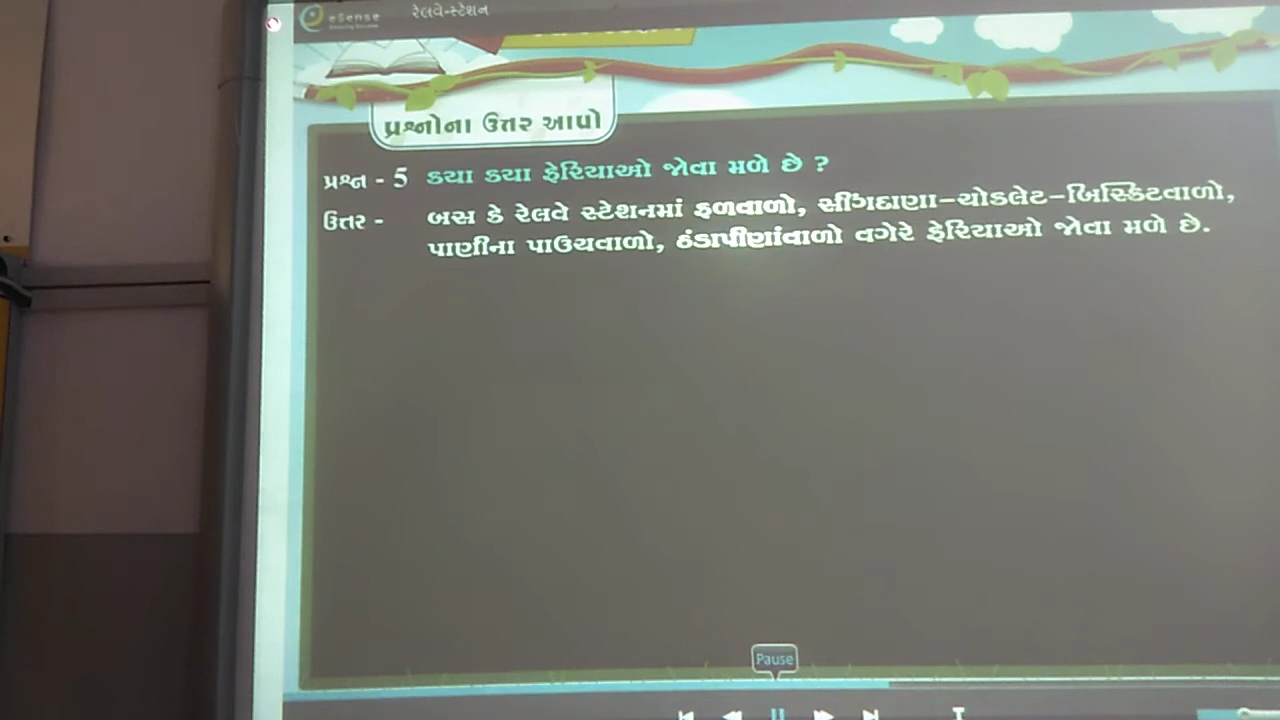 eSense
રેલવે-સ્ટેશન
પ્રશ્નોના ઉત્તર આપો
પ્રશ્ન - 5 કયા કયા ફેરિયાઓ જોવા મળે છે ?
ઉત્તર - બસ કે રેલવે સ્ટેશનમાં ફળવાળો, સીંગદાણા-ચોકલેટ-બિસ્કિટવાળો,
પાણીના પાઉચવાળો, ઠંડાપીણાંવાળો વગેરે ફેરિયાઓ જોવા મળે છે.
Pause